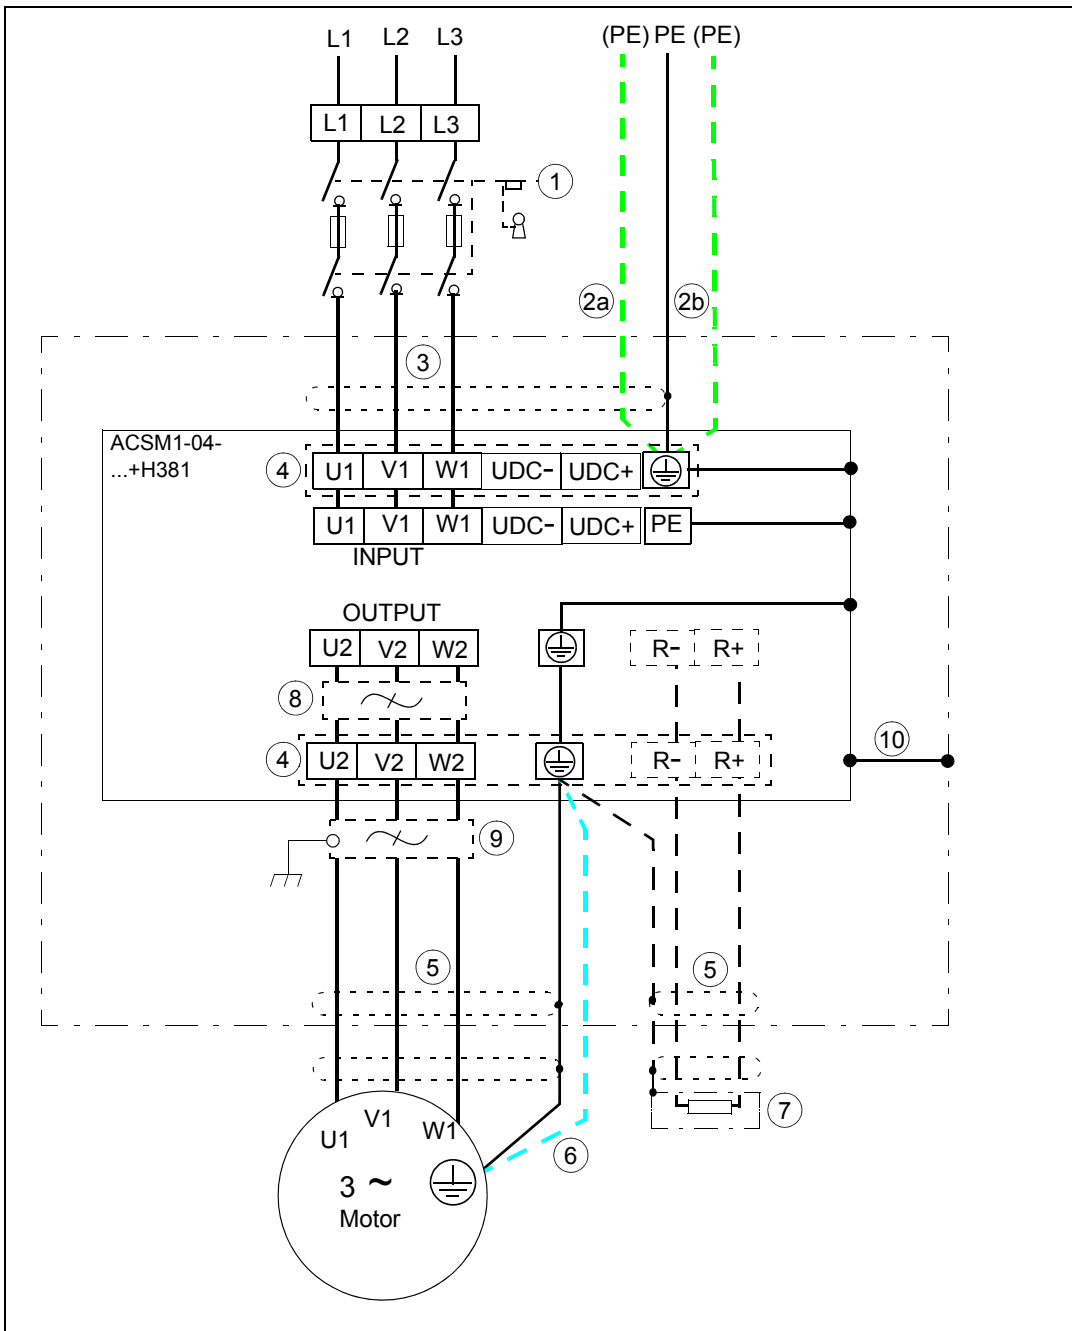 L1 L2 L3 (PE) PE (PE)
L1 L2 L3
1
2a 2b
3
ACSM1-04-
...+H381
4 U1 V1 W1 UDC- UDC+
U1 V1 W1 UDC- UDC+ PE
INPUT
OUTPUT
U2 V2 W2 R- R+
8
10
4 U2 V2 W2 R- R+
9
5 5
7
U1 V1 W1
6
3 ~
Motor